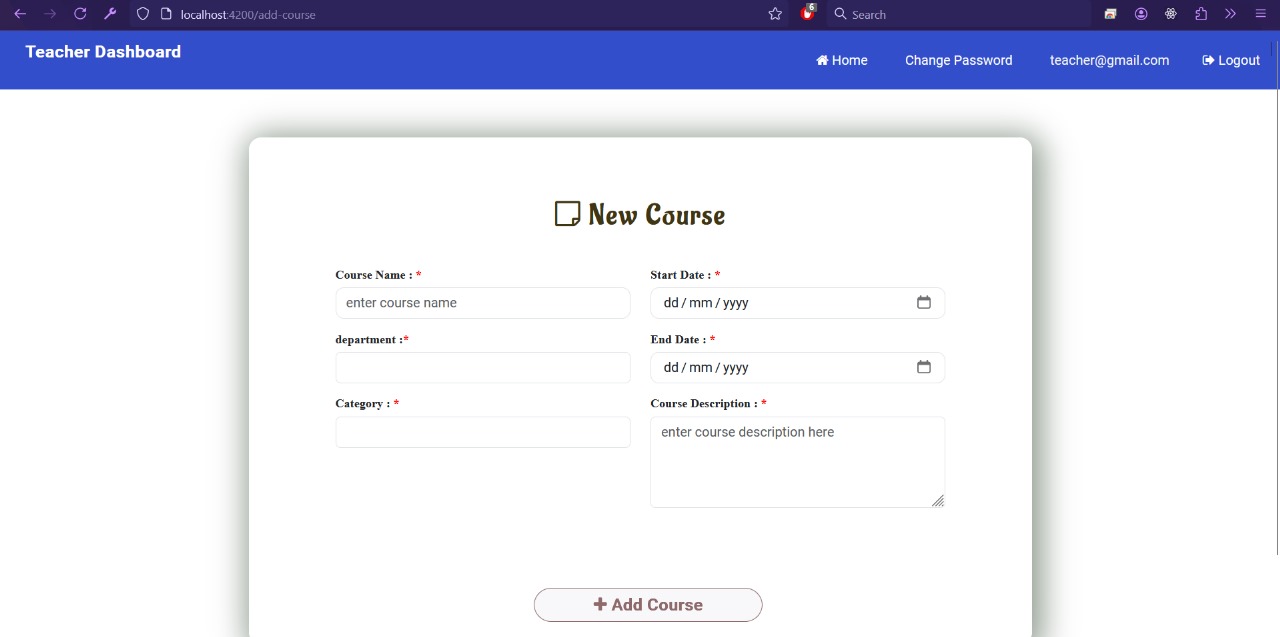 localhost:4200/add-course
6
Search
Teacher Dashboard
Home
Change Password
teacher@gmail.com
Logout
New Course
Course Name : *
Start Date : *
enter course name
dd / mm / yyyy
department :*
End Date : *
dd / mm / yyyy
Category : *
Course Description : *
enter course description here
+ Add Course